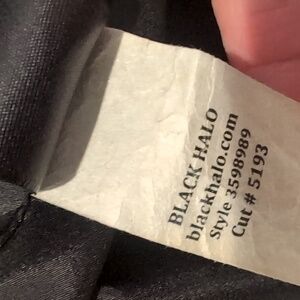 BLACK HALO
blackhalo.com
Style 3598989
Cut # 5193